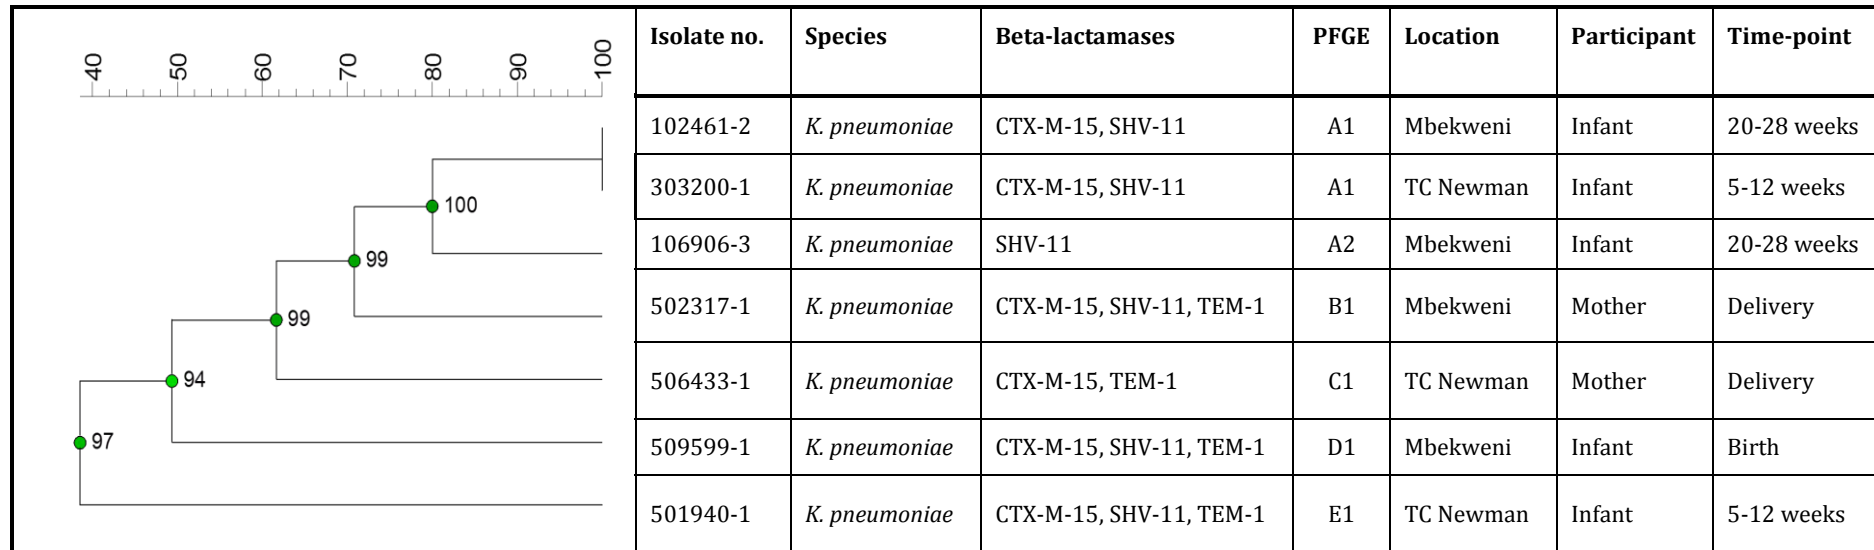 40 50 60 70 80 90 100
Isolate no. Species Beta-lactamases PFGE Location Participant Time-point
102461-2 K. pneumoniae CTX-M-15, SHV-11 A1 Mbekweni Infant 20-28 weeks
303200-1 K. pneumoniae CTX-M-15, SHV-11 A1 TC Newman Infant 5-12 weeks
100
106906-3 K. pneumoniae SHV-11 A2 Mbekweni Infant 20-28 weeks
99
502317-1 K. pneumoniae CTX-M-15, SHV-11, TEM-1 B1 Mbekweni Mother Delivery
99
506433-1 K. pneumoniae CTX-M-15, TEM-1 C1 TC Newman Mother Delivery
94
509599-1 K. pneumoniae CTX-M-15, SHV-11, TEM-1 D1 Mbekweni Infant Birth
97
501940-1 K. pneumoniae CTX-M-15, SHV-11, TEM-1 E1 TC Newman Infant 5-12 weeks